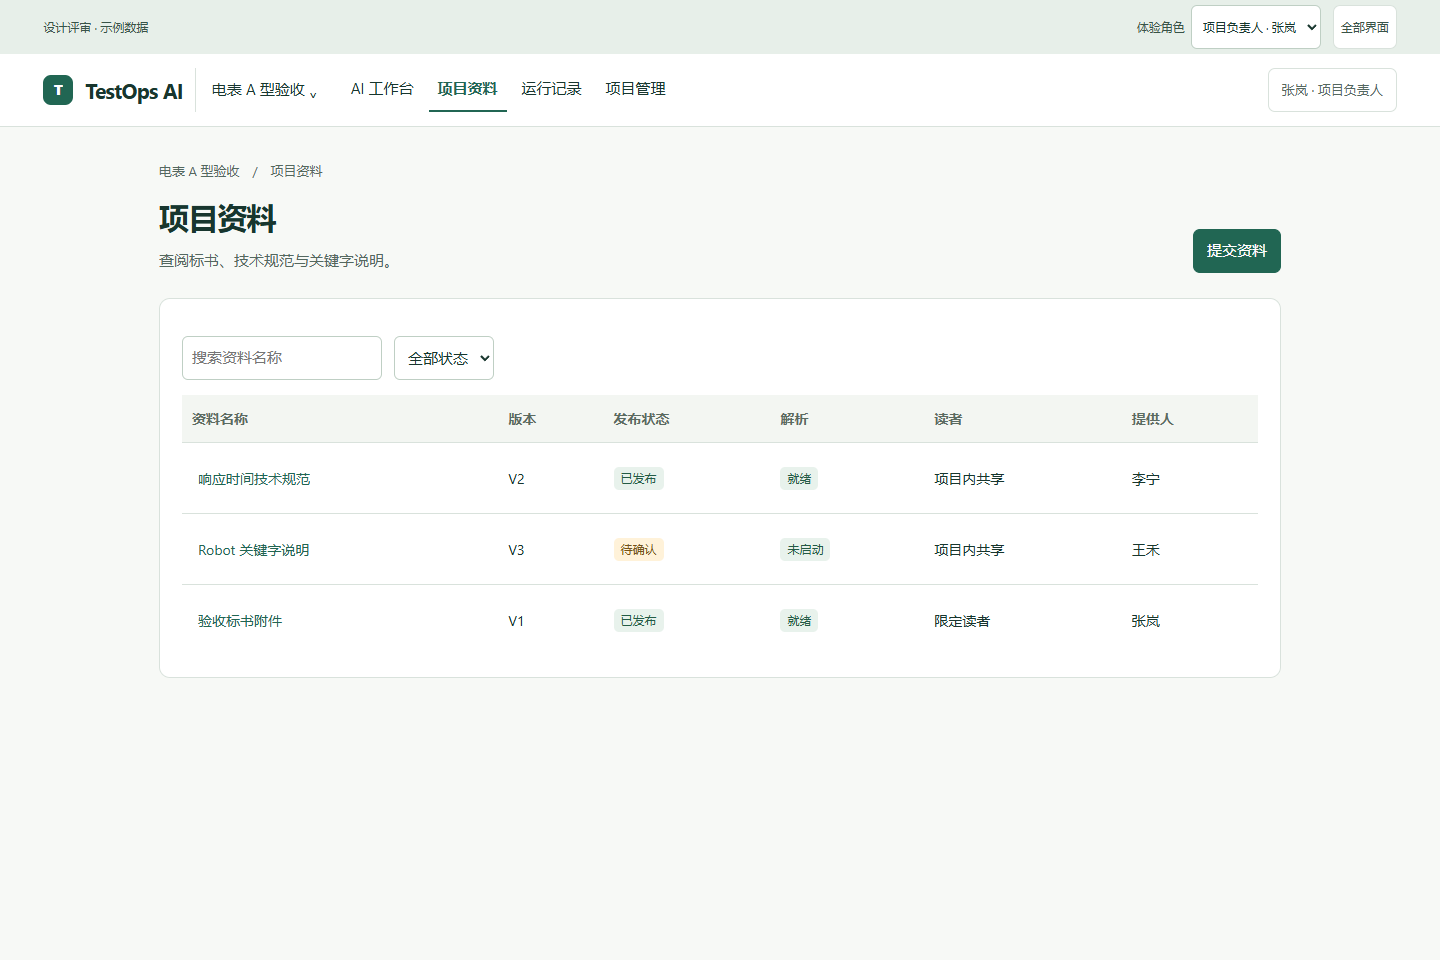 设计评审 · 示例数据
体验角色 项目负责人 · 张岚 全部界面
T TestOps AI 电表 A 型验收 AI 工作台 项目资料 运行记录 项目管理 张岚 · 项目负责人
电表 A 型验收 / 项目资料
项目资料
查阅标书、技术规范与关键字说明。
提交资料
搜索资料名称 全部状态
资料名称 版本 发布状态 解析 读者 提供人
响应时间技术规范 V2 已发布 就绪 项目内共享 李宁
Robot 关键字说明 V3 待确认 未启动 项目内共享 王禾
验收标书附件 V1 已发布 就绪 限定读者 张岚